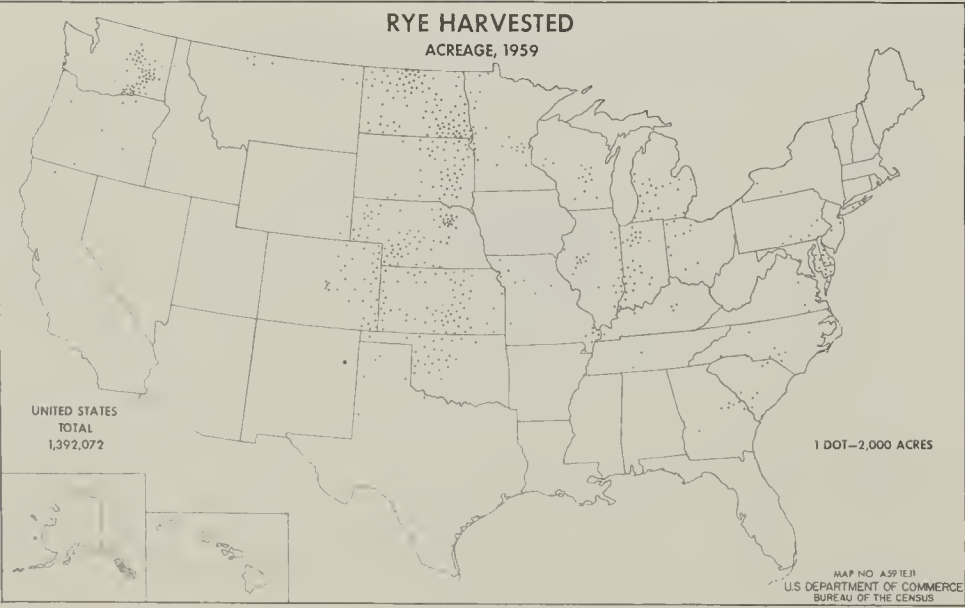 RYE HARVESTED
ACREAGE, 1959
UNITED STATES
TOTAL
1,392,072
1 DOT—2,000 ACRES
MAP NO. A59 1EJ1
U.S. DEPARTMENT OF COMMERCE
BUREAU OF THE CENSUS